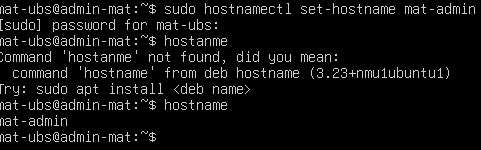 mat-ubs@admin-mat:~$ sudo hostnamectl set-hostname mat-admin
[sudo] password for mat-ubs:
mat-ubs@admin-mat:~$ hostanme
Command 'hostanme' not found, did you mean:
  command 'hostname' from deb hostname (3.23+nmu1ubuntu1)
Try: sudo apt install <deb name>
mat-ubs@admin-mat:~$ hostname
mat-admin
mat-ubs@admin-mat:~$